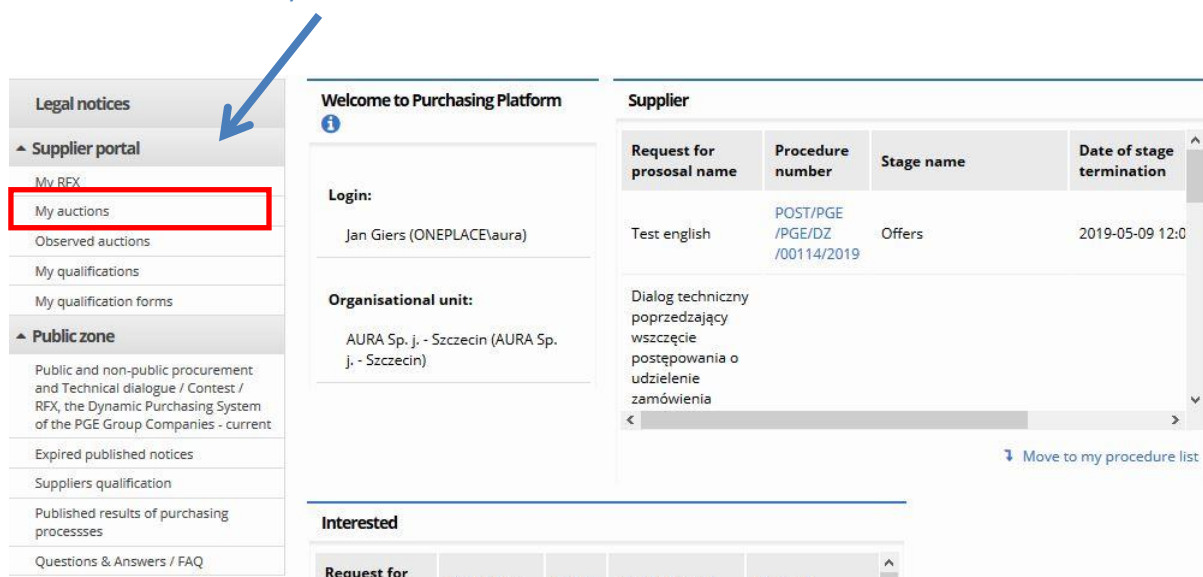 Legal notices
Supplier portal
My RFX
My auctions
Observed auctions
My qualifications
My qualification forms
Public zone
Public and non-public procurement
and Technical dialogue / Contest /
RFX, the Dynamic Purchasing System
of the PGE Group Companies - current
Expired published notices
Suppliers qualification
Published results of purchasing
processses
Questions & Answers / FAQ
Welcome to Purchasing Platform
Login:
Jan Giers (ONEPLACE\aura)
Organisational unit:
AURA Sp. j. - Szczecin (AURA Sp.
j. - Szczecin)
Supplier
Request for
prososal name
Procedure
number
Stage name
Date of stage
termination
Test english
POST/PGE
/PGE/DZ
/00114/2019
Offers
2019-05-09 12:0
Dialog techniczny
poprzedzający
wszczęcie
postępowania o
udzielenie
zamówienia
Move to my procedure list
Interested
Request for